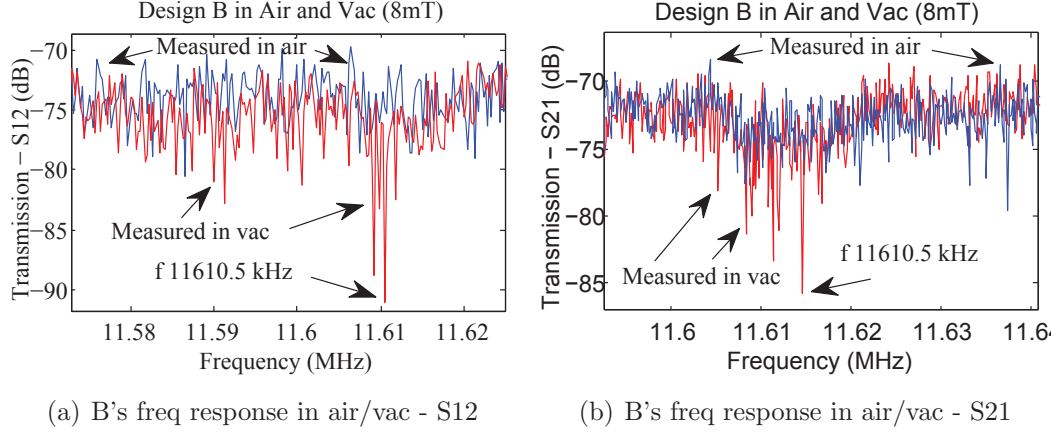 Design B in Air and Vac (8mT)
−70
−75
−80
−85
−90
Transmission − S12 (dB)
Measured in air
Measured in vac
f 11610.5 kHz
11.58
11.59
11.6
11.61
11.62
Frequency (MHz)
(a) B's freq response in air/vac - S12
Design B in Air and Vac (8mT)
−70
−75
−80
−85
Transmission − S21 (dB)
Measured in air
Measured in vac
f 11610.5 kHz
11.6
11.61
11.62
11.63
11.64
Frequency (MHz)
(b) B's freq response in air/vac - S21